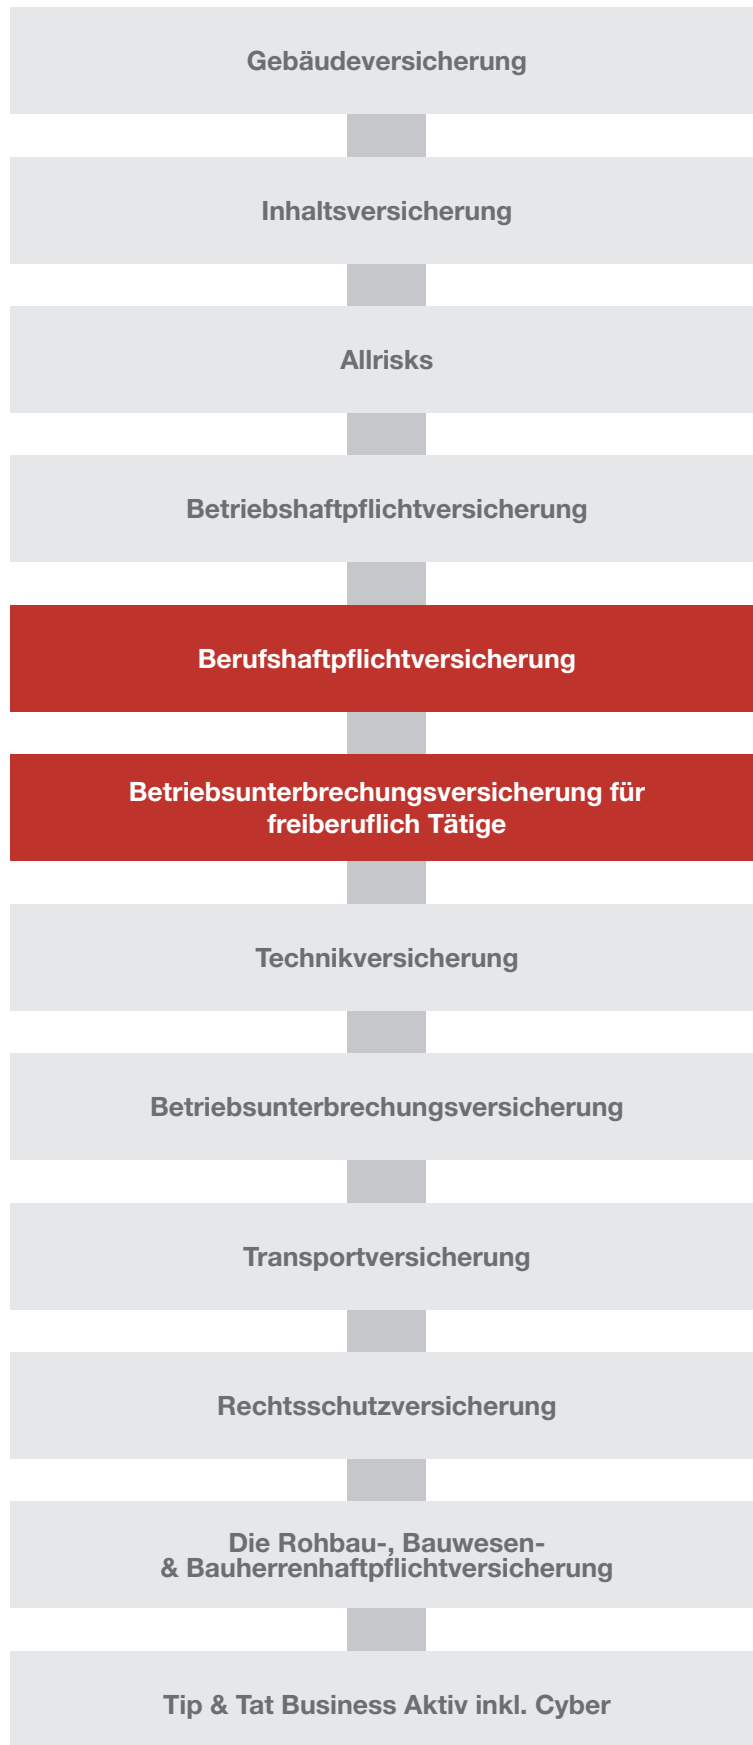 Gebäudeversicherung
Inhaltsversicherung
Allrisks
Betriebshaftpflichtversicherung
Berufshaftpflichtversicherung
Betriebsunterbrechungsversicherung für
freiberuflich Tätige
Technikversicherung
Betriebsunterbrechungsversicherung
Transportversicherung
Rechtsschutzversicherung
Die Rohbau-, Bauwesen-
& Bauherrenhaftpflichtversicherung
Tip & Tat Business Aktiv inkl. Cyber